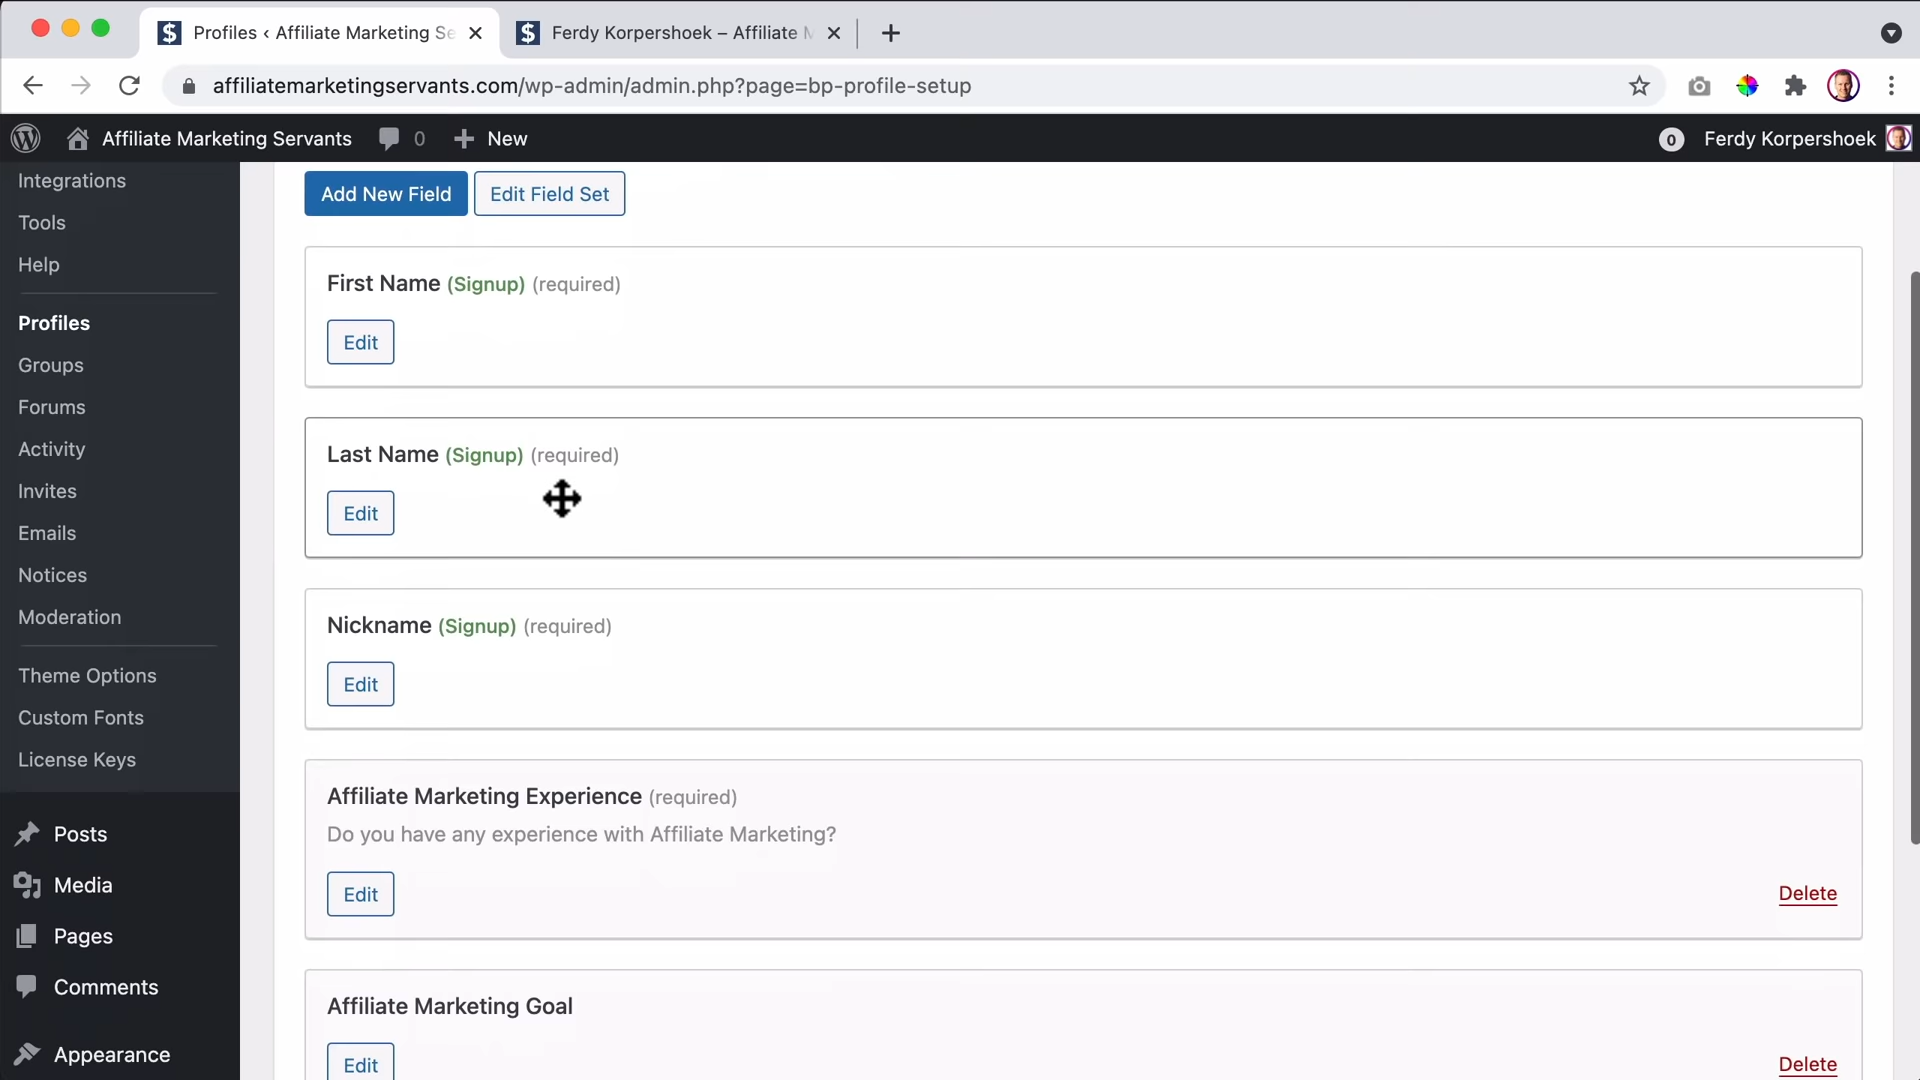 Profiles ‹ Affiliate Marketing Se
Ferdy Korpershoek – Affiliate M
affiliatemarketingservants.com/wp-admin/admin.php?page=bp-profile-setup
Affiliate Marketing Servants
0
New
0
Ferdy Korpershoek
Integrations
Tools
Help
Profiles
Groups
Forums
Activity
Invites
Emails
Notices
Moderation
Theme Options
Custom Fonts
License Keys
Posts
Media
Pages
Comments
Appearance
Add New Field
Edit Field Set
First Name (Signup) (required)
Edit
Last Name (Signup) (required)
Edit
Nickname (Signup) (required)
Edit
Affiliate Marketing Experience (required)
Do you have any experience with Affiliate Marketing?
Edit
Delete
Affiliate Marketing Goal
Edit
Delete